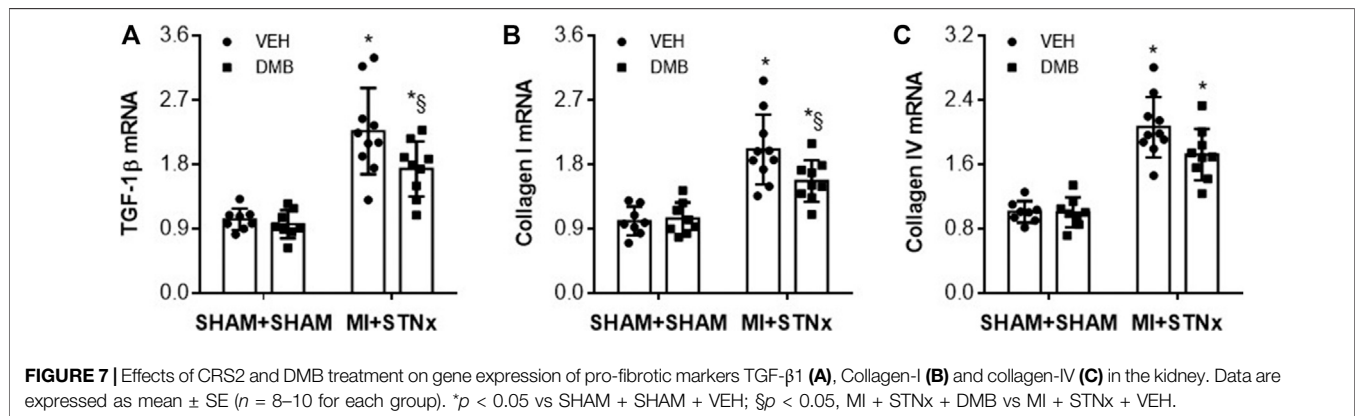 A
TGF-1β mRNA
3.6
2.7
1.8
0.9
0.0
VEH
DMB
*
*§
SHAM+SHAM MI+STNx
B
Collagen I mRNA
3.6
2.7
1.8
0.9
0.0
VEH
DMB
*
*§
SHAM+SHAM MI+STNx
C
Collagen IV mRNA
3.2
2.4
1.6
0.8
0.0
VEH
DMB
*
*
SHAM+SHAM MI+STNx
FIGURE 7 | Effects of CRS2 and DMB treatment on gene expression of pro-fibrotic markers TGF-β1 (A), Collagen-I (B) and collagen-IV (C) in the kidney. Data are
expressed as mean ± SE (n = 8–10 for each group). *p < 0.05 vs SHAM + SHAM + VEH; §p < 0.05, MI + STNx + DMB vs MI + STNx + VEH.